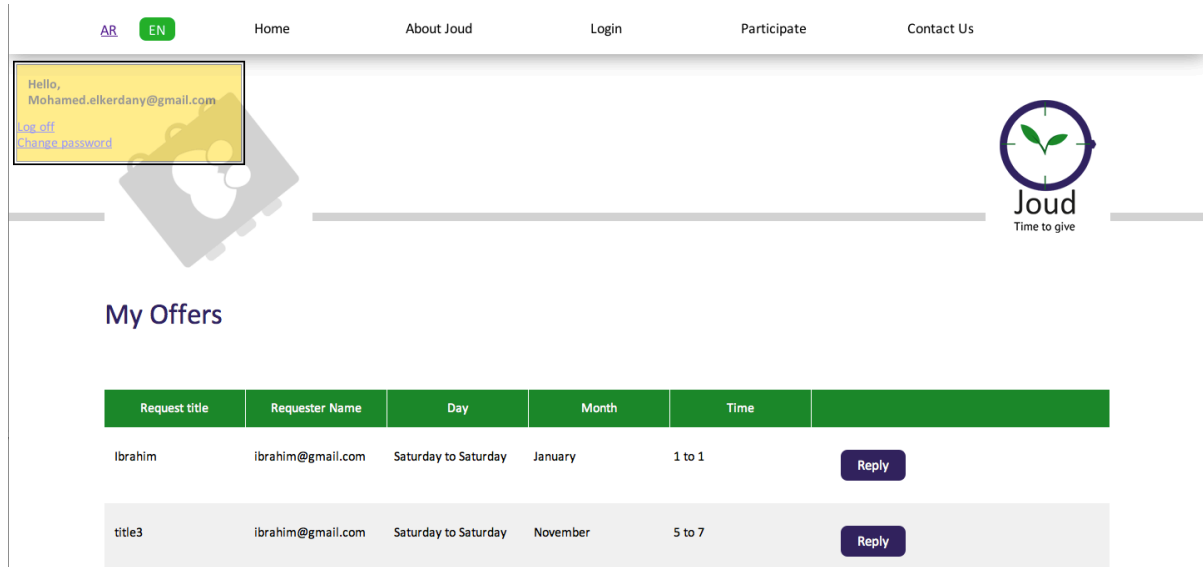 AR EN Home About Joud Login Participate Contact Us
Hello,
Mohamed.elkerdany@gmail.com
Log off
Change password
Joud
Time to give
My Offers
Request title Requester Name Day Month Time
Ibrahim ibrahim@gmail.com Saturday to Saturday January 1 to 1 Reply
title3 ibrahim@gmail.com Saturday to Saturday November 5 to 7 Reply